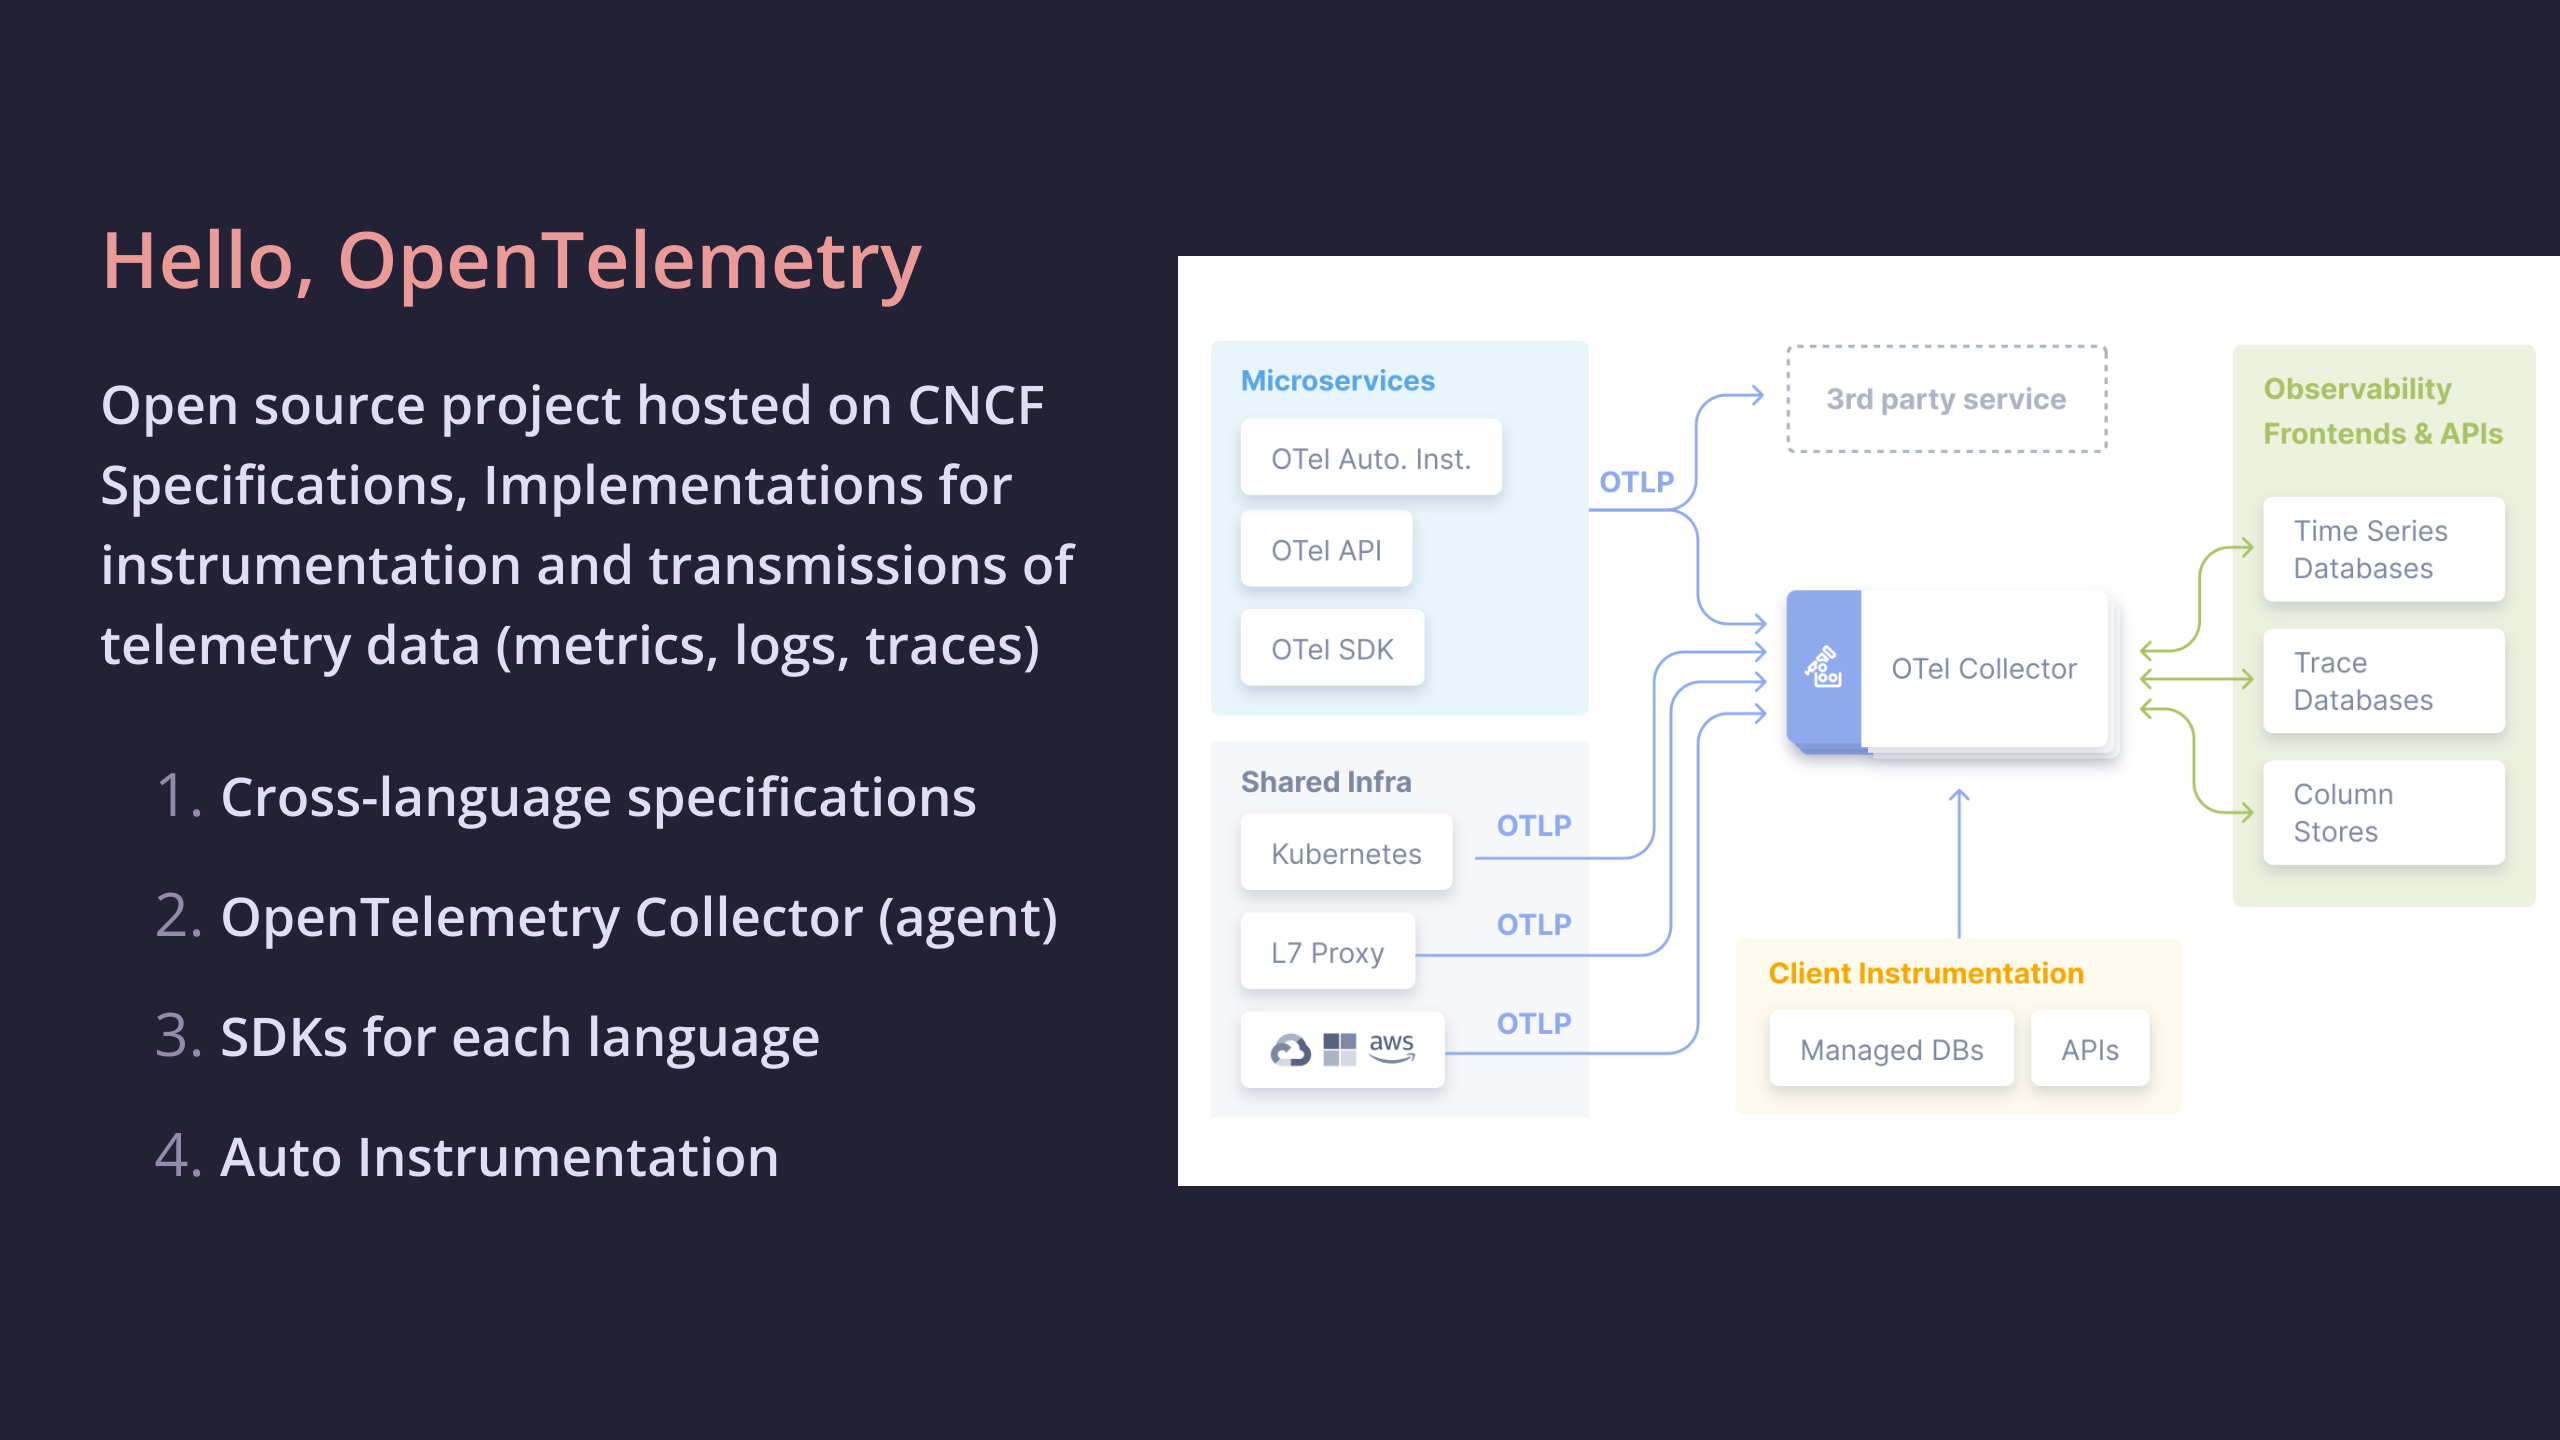 Hello, OpenTelemetry
Open source project hosted on CNCF
Specifications, Implementations for
instrumentation and transmissions of
telemetry data (metrics, logs, traces)
1. Cross-language specifications
2. OpenTelemetry Collector (agent)
3. SDKs for each language
4. Auto Instrumentation
Microservices
OTel Auto. Inst.
OTel API
OTel SDK
OTLP
Shared Infra
Kubernetes
OTLP
L7 Proxy
OTLP
aws
OTLP
3rd party service
OTel Collector
Client Instrumentation
Managed DBs
APIs
Observability
Frontends & APIs
Time Series
Databases
Trace
Databases
Column
Stores